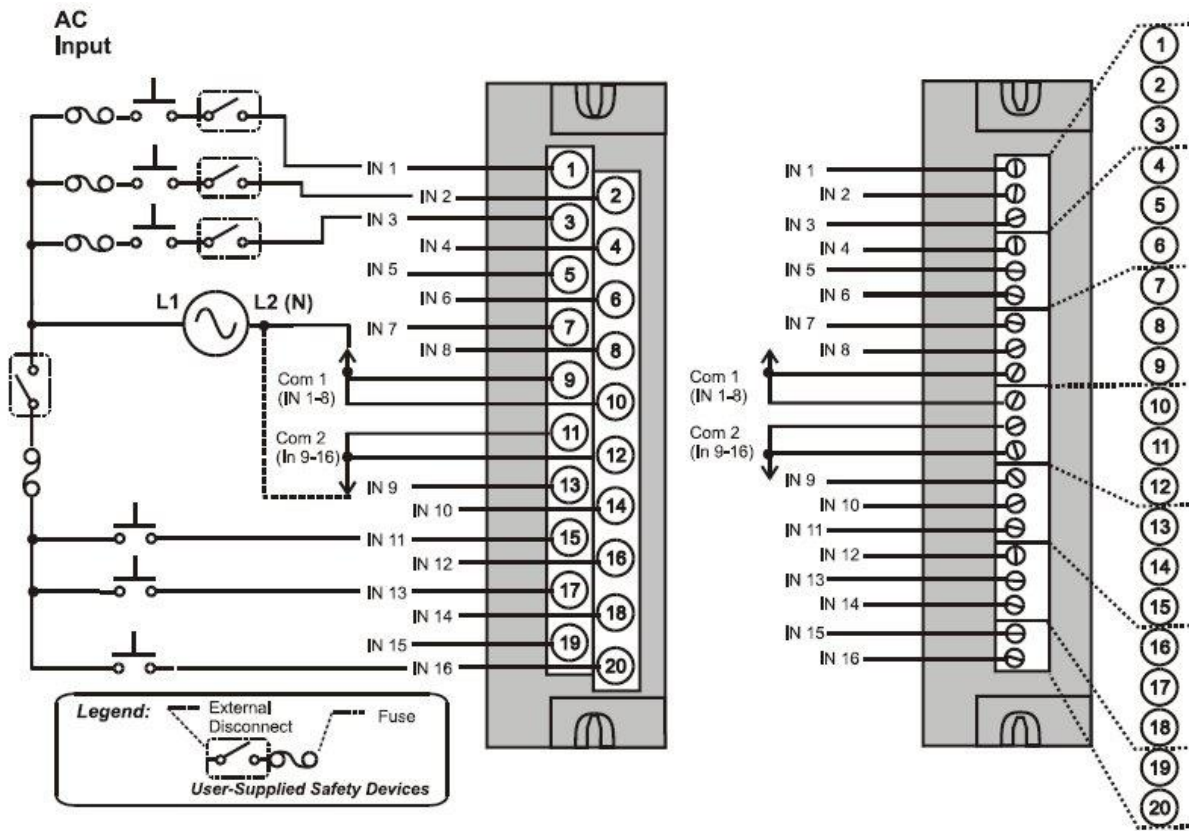 AC
Input
IN 1
1
IN 2
2
IN 3
3
IN 4
4
IN 5
5
IN 6
6
L1
L2 (N)
IN 7
7
IN 8
8
Com 1
(IN 1-8)
9
10
Com 2
(In 9-16)
11
12
IN 9
13
IN 10
14
IN 11
15
IN 12
16
IN 13
17
IN 14
18
IN 15
19
IN 16
20
Legend:
External
Disconnect
Fuse
User-Supplied Safety Devices
IN 1
IN 2
IN 3
IN 4
IN 5
IN 6
IN 7
IN 8
Com 1
(IN 1-8)
Com 2
(In 9-16)
IN 9
IN 10
IN 11
IN 12
IN 13
IN 14
IN 15
IN 16
1
2
3
4
5
6
7
8
9
10
11
12
13
14
15
16
17
18
19
20